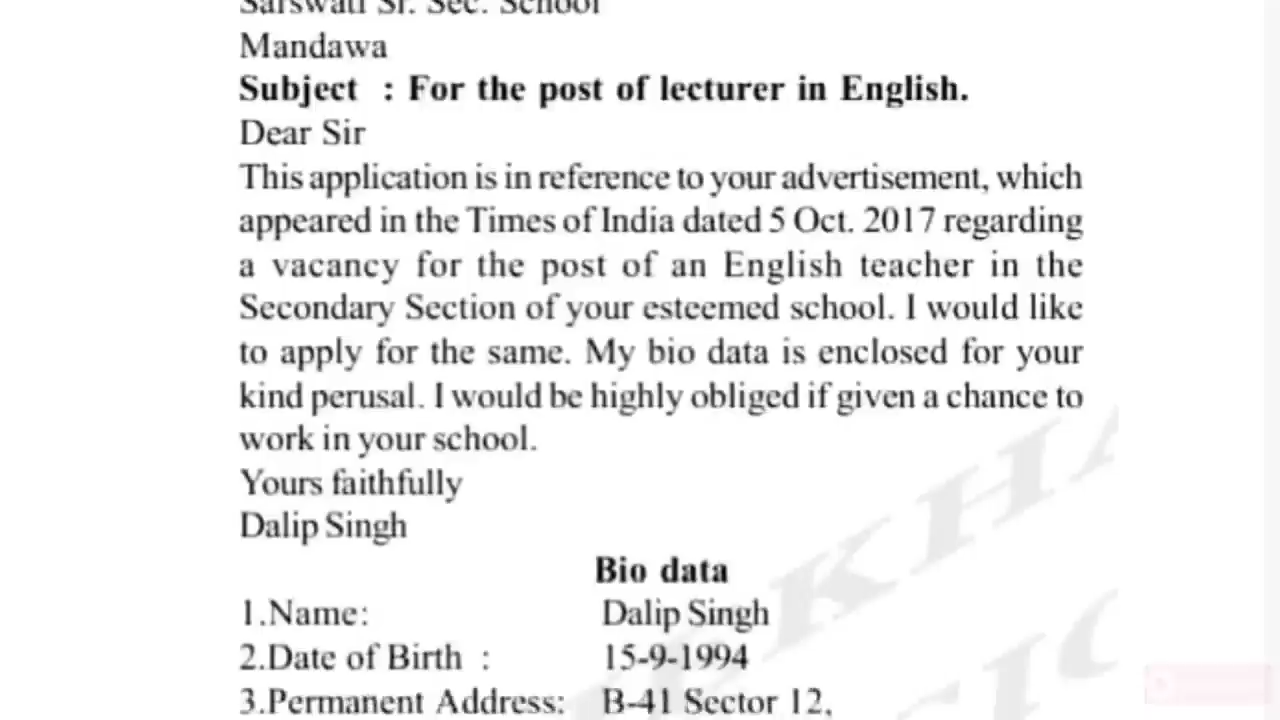 Sarswati Sr. Sec. School
Mandawa
Subject : For the post of lecturer in English.
Dear Sir
This application is in reference to your advertisement, which
appeared in the Times of India dated 5 Oct. 2017 regarding
a vacancy for the post of an English teacher in the
Secondary Section of your esteemed school. I would like
to apply for the same. My bio data is enclosed for your
kind perusal. I would be highly obliged if given a chance to
work in your school.
Yours faithfully
Dalip Singh
Bio data
1.Name: Dalip Singh
2.Date of Birth : 15-9-1994
3.Permanent Address: B-41 Sector 12,